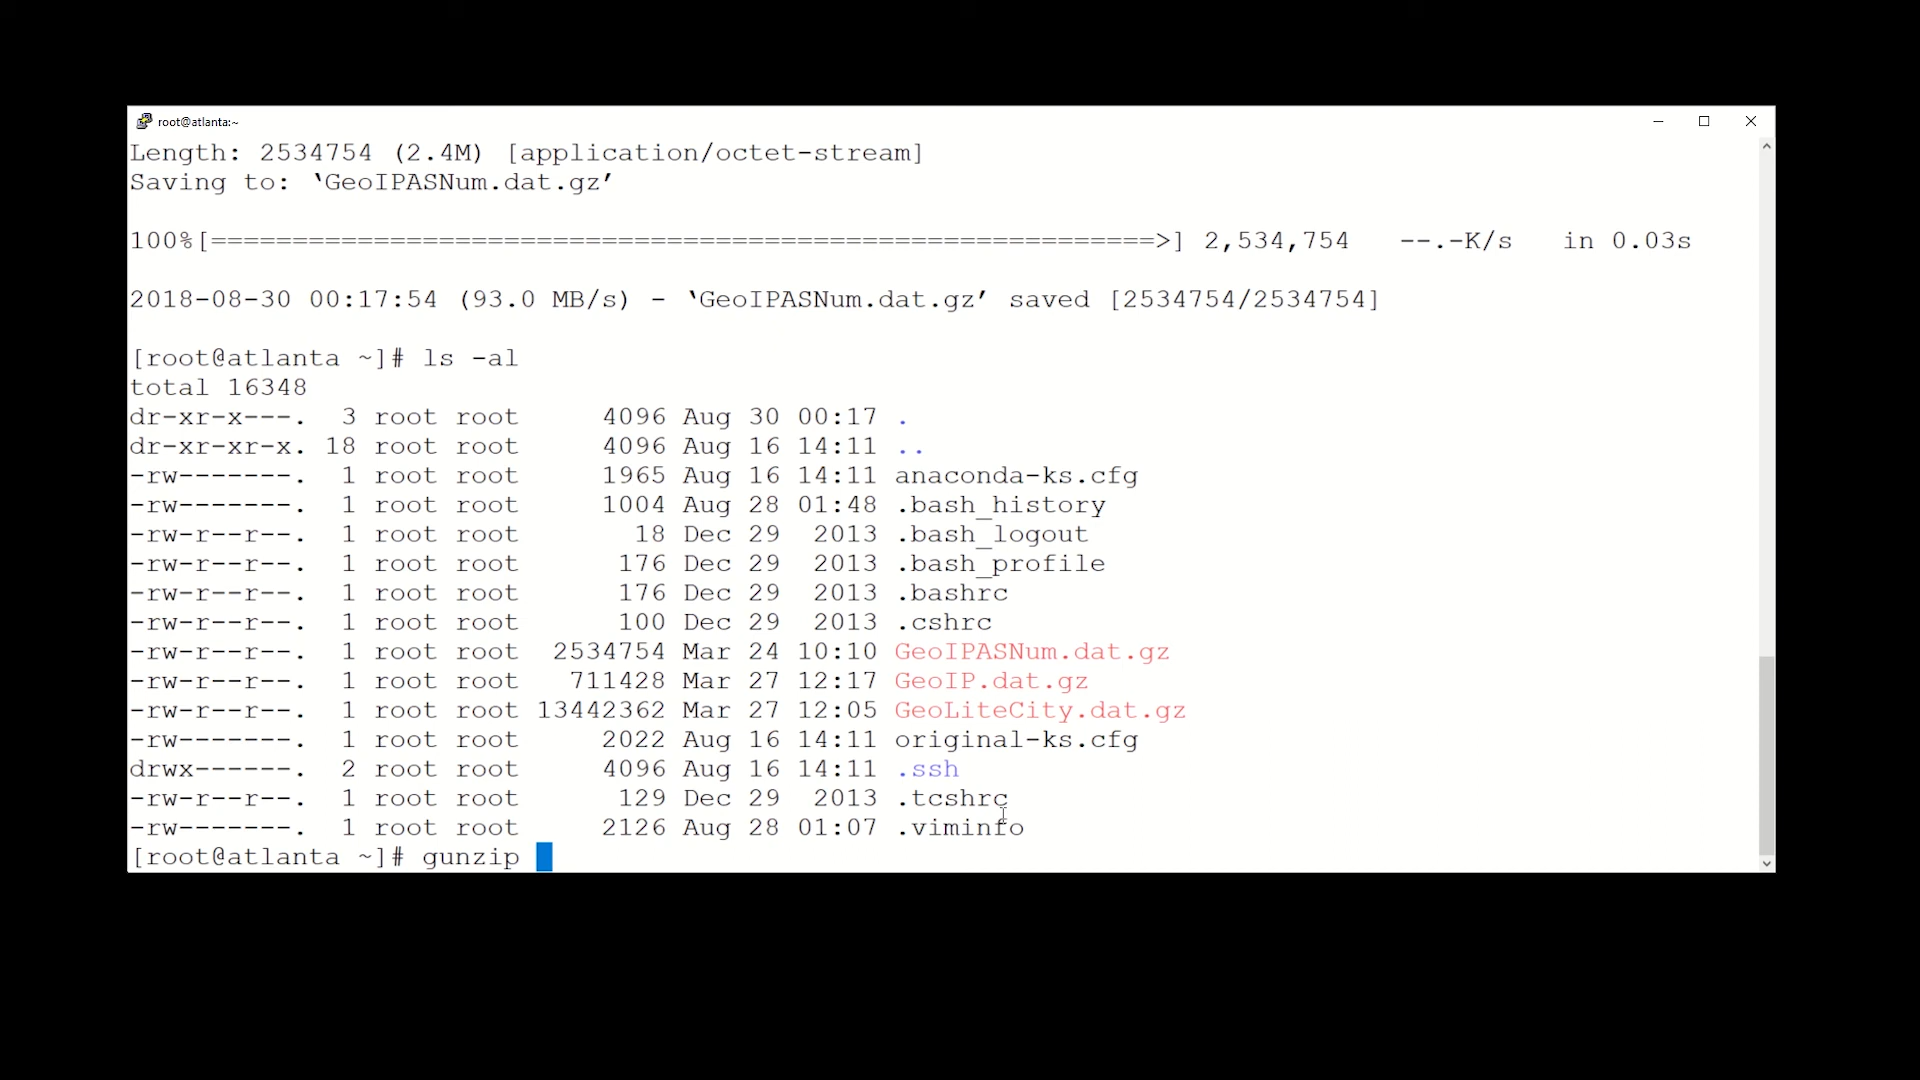 root@atlanta:~
Length: 2534754 (2.4M) [application/octet-stream]
Saving to: ‘GeoIPASNum.dat.gz’
100%[==========================================================>] 2,534,754   --.-K/s   in 0.03s
2018-08-30 00:17:54 (93.0 MB/s) - ‘GeoIPASNum.dat.gz’ saved [2534754/2534754]
[root@atlanta ~]# ls -al
total 16348
dr-xr-x---.  3 root root     4096 Aug 30 00:17 .
dr-xr-xr-x. 18 root root     4096 Aug 16 14:11 ..
-rw-------.  1 root root     1965 Aug 16 14:11 anaconda-ks.cfg
-rw-------.  1 root root     1004 Aug 28 01:48 .bash_history
-rw-r--r--.  1 root root       18 Dec 29  2013 .bash_logout
-rw-r--r--.  1 root root      176 Dec 29  2013 .bash_profile
-rw-r--r--.  1 root root      176 Dec 29  2013 .bashrc
-rw-r--r--.  1 root root      100 Dec 29  2013 .cshrc
-rw-r--r--.  1 root root  2534754 Mar 24 10:10 GeoIPASNum.dat.gz
-rw-r--r--.  1 root root   711428 Mar 27 12:17 GeoIP.dat.gz
-rw-r--r--.  1 root root 13442362 Mar 27 12:05 GeoLiteCity.dat.gz
-rw-------.  1 root root     2022 Aug 16 14:11 original-ks.cfg
drwx------.  2 root root     4096 Aug 16 14:11 .ssh
-rw-r--r--.  1 root root      129 Dec 29  2013 .tcshrc
-rw-------.  1 root root     2126 Aug 28 01:07 .viminfo
[root@atlanta ~]# gunzip